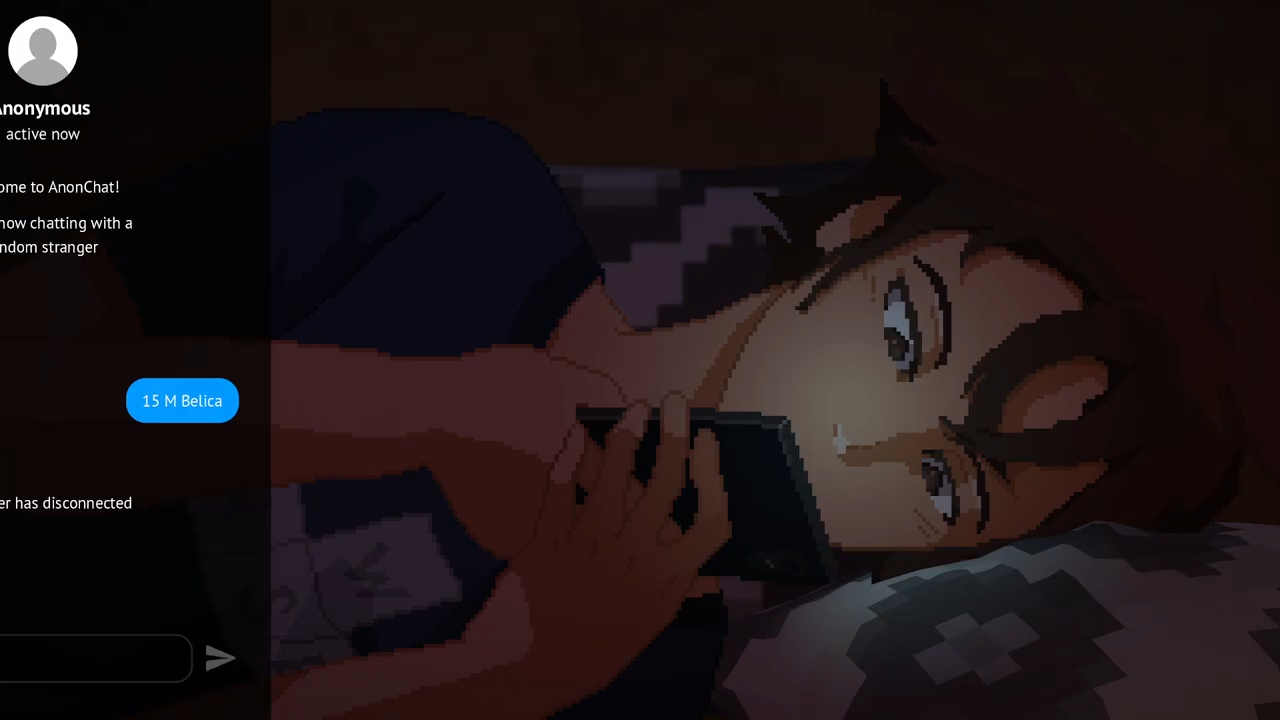 Anonymous
active now
ome to AnonChat!
now chatting with a
ndom stranger
15 M Belica
er has disconnected